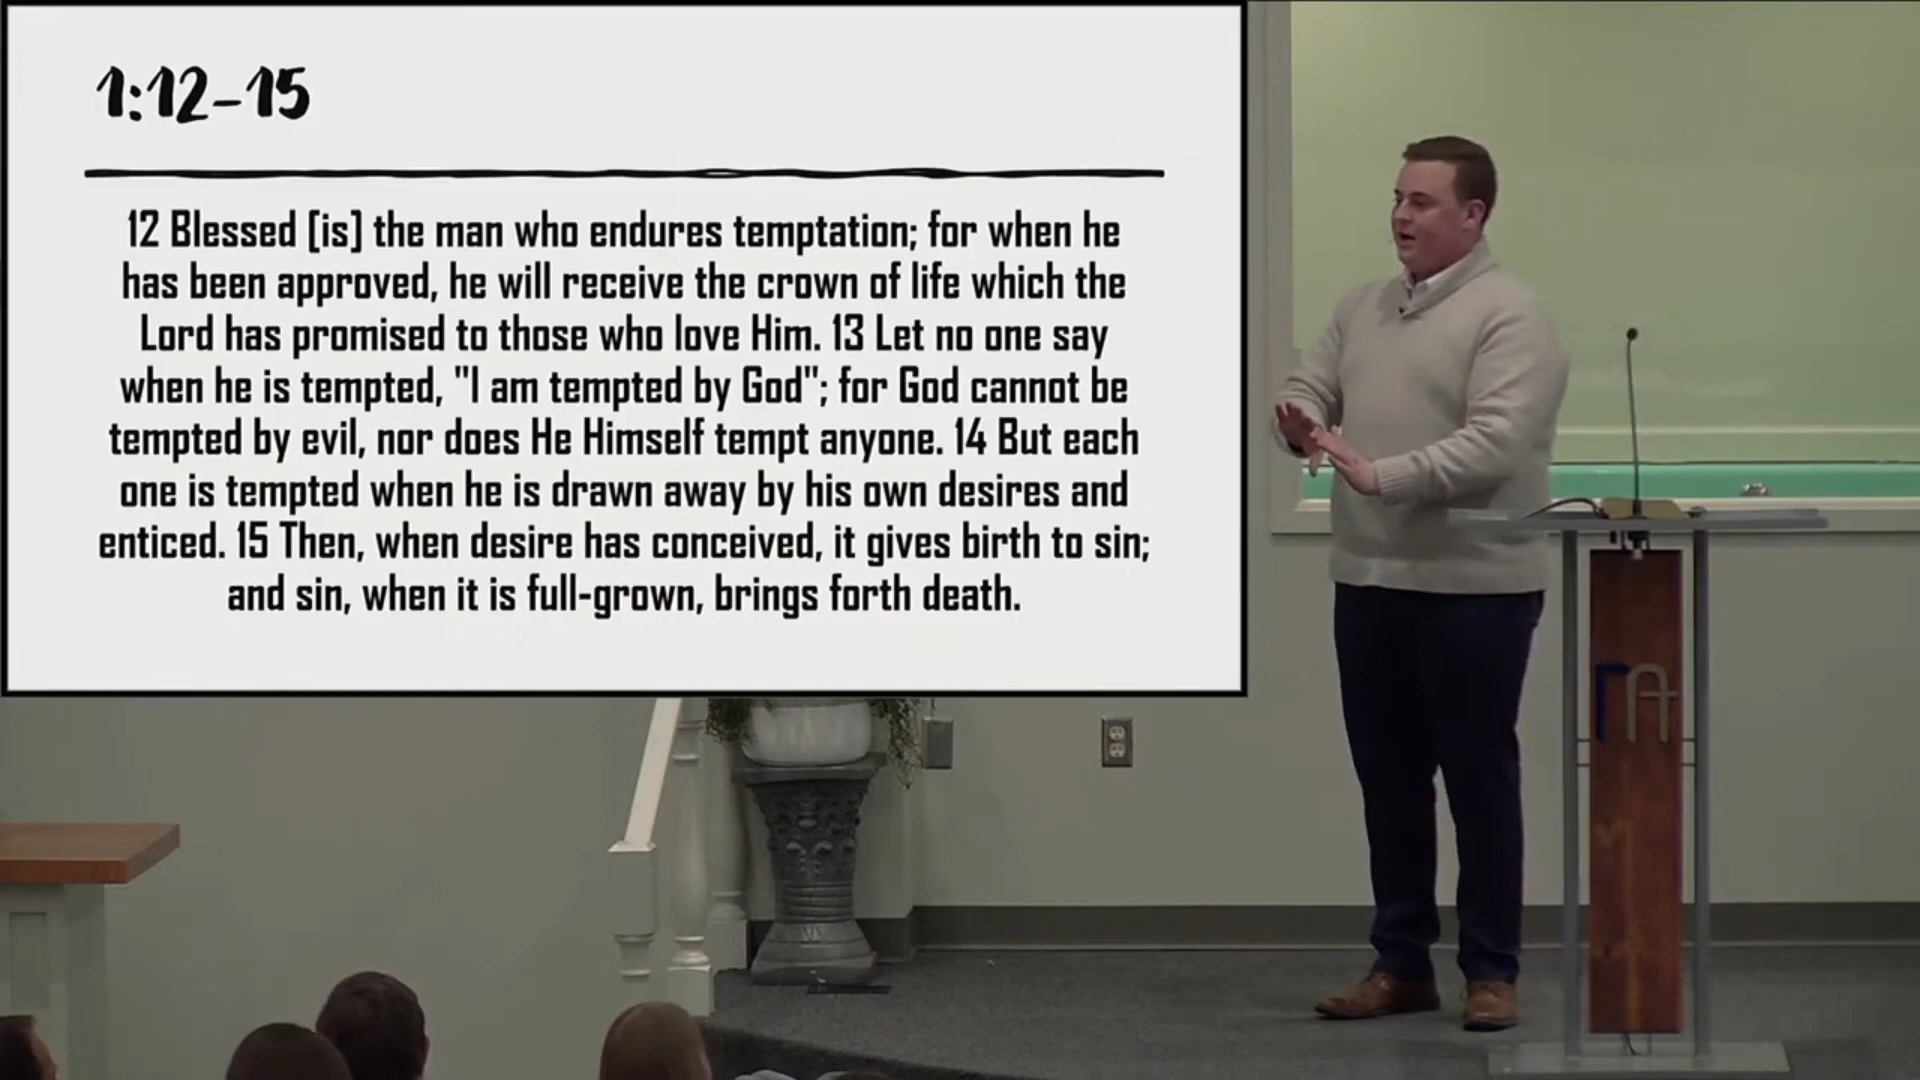 1:12-15
12 Blessed [is] the man who endures temptation; for when he
has been approved, he will receive the crown of life which the
Lord has promised to those who love Him. 13 Let no one say
when he is tempted, "I am tempted by God"; for God cannot be
tempted by evil, nor does He Himself tempt anyone. 14 But each
one is tempted when he is drawn away by his own desires and
enticed. 15 Then, when desire has conceived, it gives birth to sin;
and sin, when it is full-grown, brings forth death.